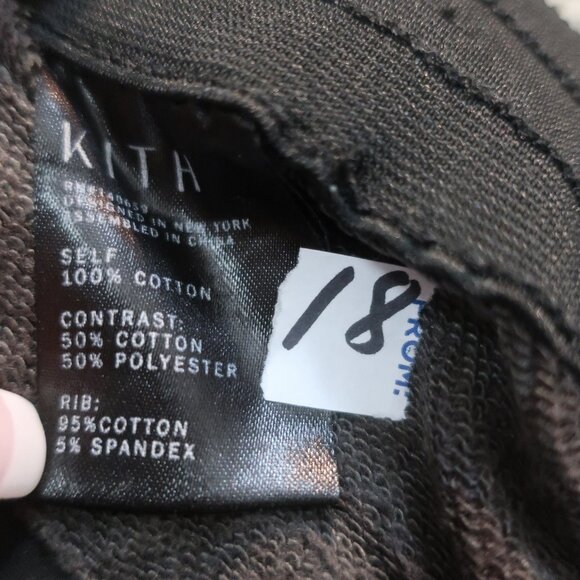 KITH
DESIGNED IN NEW YORK
ASSEMBLED IN CHINA
SELF
100% COTTON
CONTRAST:
50% COTTON
50% POLYESTER
RIB:
95%COTTON
5% SPANDEX
18
FROM: